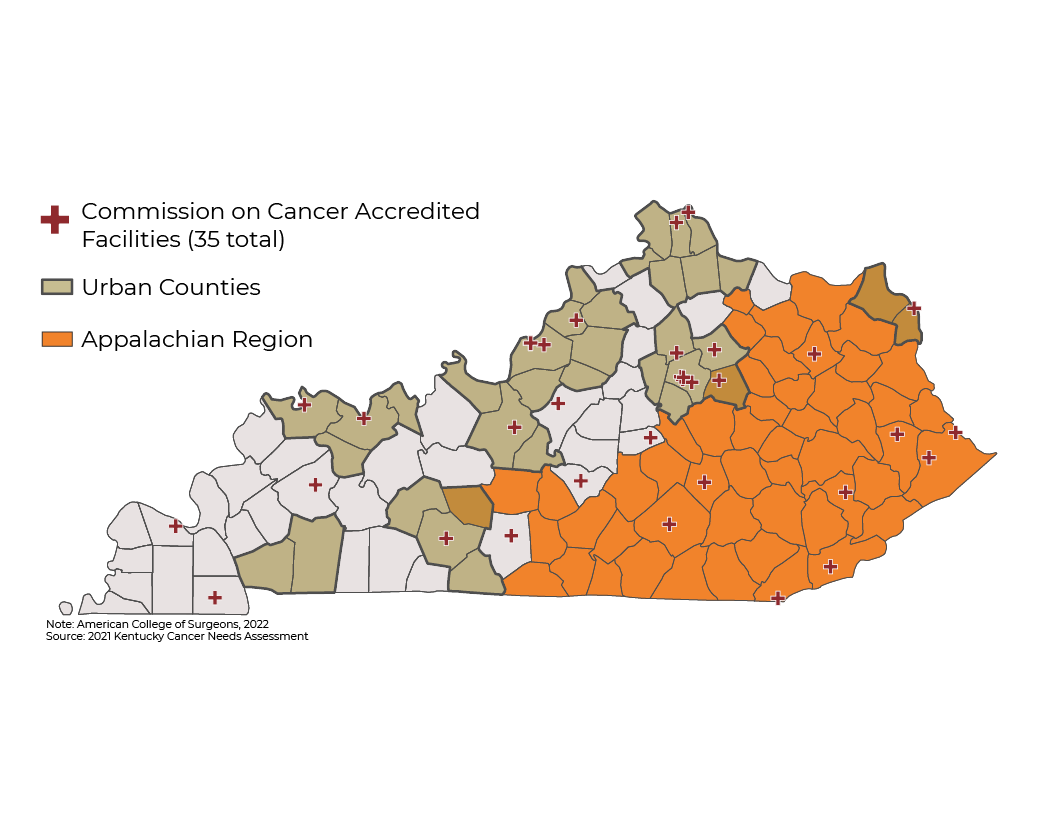 Commission on Cancer Accredited
Facilities (35 total)
Urban Counties
Appalachian Region
Note: American College of Surgeons, 2022
Source: 2021 Kentucky Cancer Needs Assessment